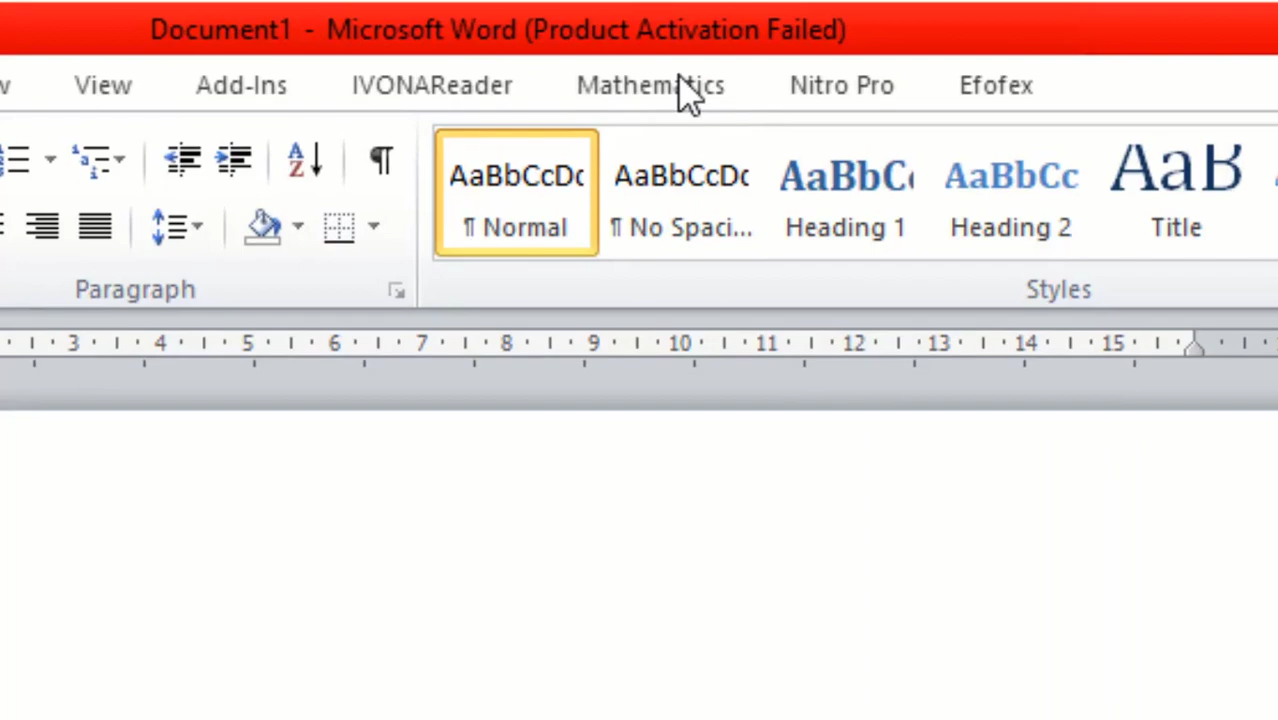 Document1 - Microsoft Word (Product Activation Failed)
View Add-Ins IVONAReader Mathematics Nitro Pro Efofex
AaBbCcDc AaBbCcDc AaBbC AaBbCc AaB
¶ Normal ¶ No Spaci... Heading 1 Heading 2 Title
Paragraph Styles
3 4 5 6 7 8 9 10 11 12 13 14 15